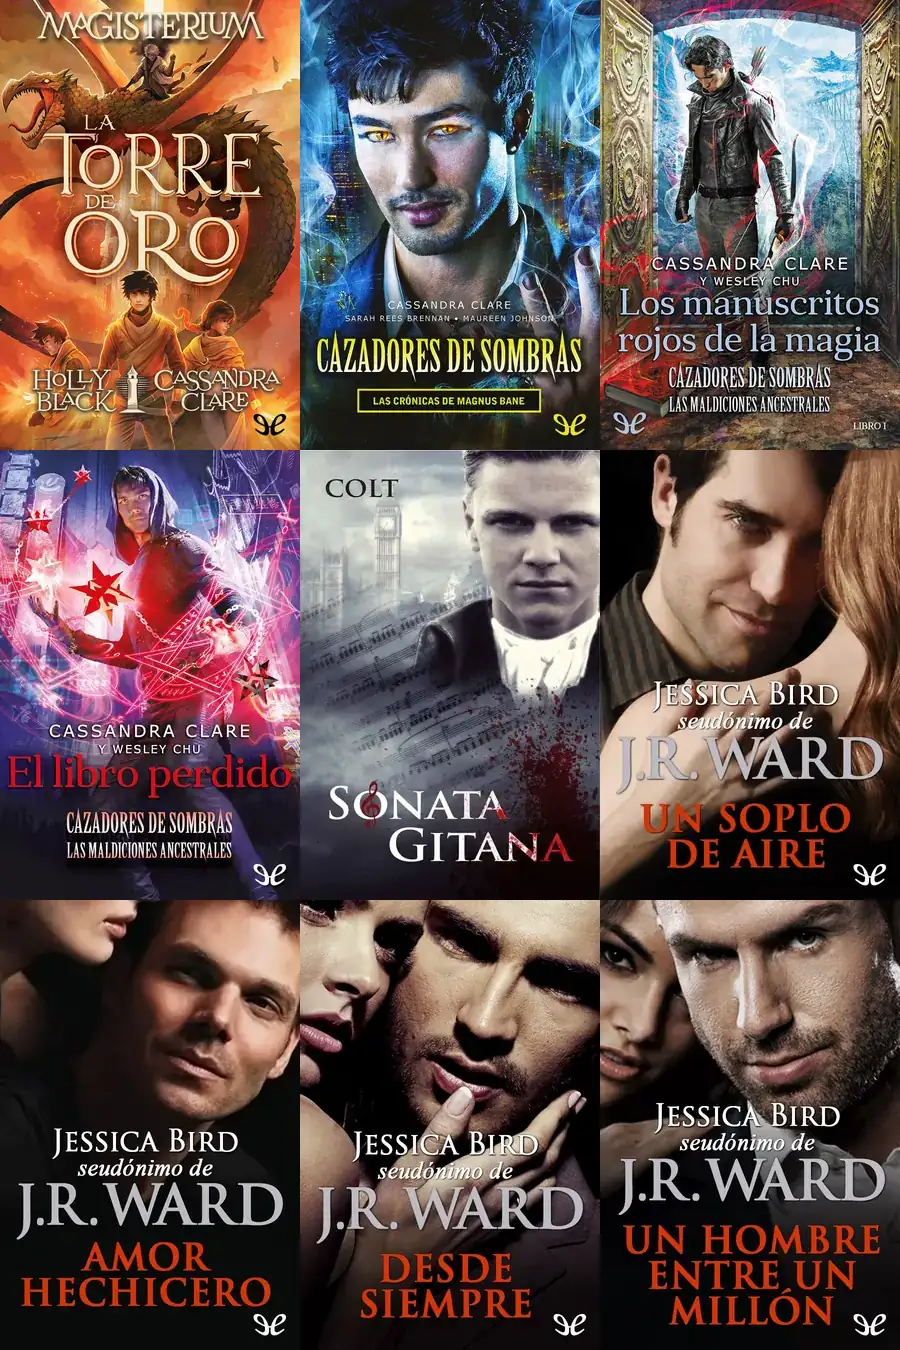 MAGISTERIUM
LA
TORRE
DE
ORO
HOLLY
BLACK
CASSANDRA
CLARE
CASSANDRA CLARE
SARAH REES BRENNAN • MAUREEN JOHNSON
CAZADORES DE SOMBRAS
LAS CRÓNICAS DE MAGNUS BANE
CASSANDRA CLARE
Y WESLEY CHU
Los manuscritos
rojos de la magia
CAZADORES DE SOMBRAS
LAS MALDICIONES ANCESTRALES
LIBRO I
CASSANDRA CLARE
Y WESLEY CHU
El libro perdido
CAZADORES DE SOMBRAS
LAS MALDICIONES ANCESTRALES
COLT
SONATA
GITANA
JESSICA BIRD
seudónimo de
J.R. WARD
UN SOPLO
DE AIRE
JESSICA BIRD
seudónimo de
J.R. WARD
AMOR
HECHICERO
JESSICA BIRD
seudónimo de
J.R. WARD
DESDE
SIEMPRE
JESSICA BIRD
seudónimo de
J.R. WARD
UN HOMBRE
ENTRE UN
MILLÓN